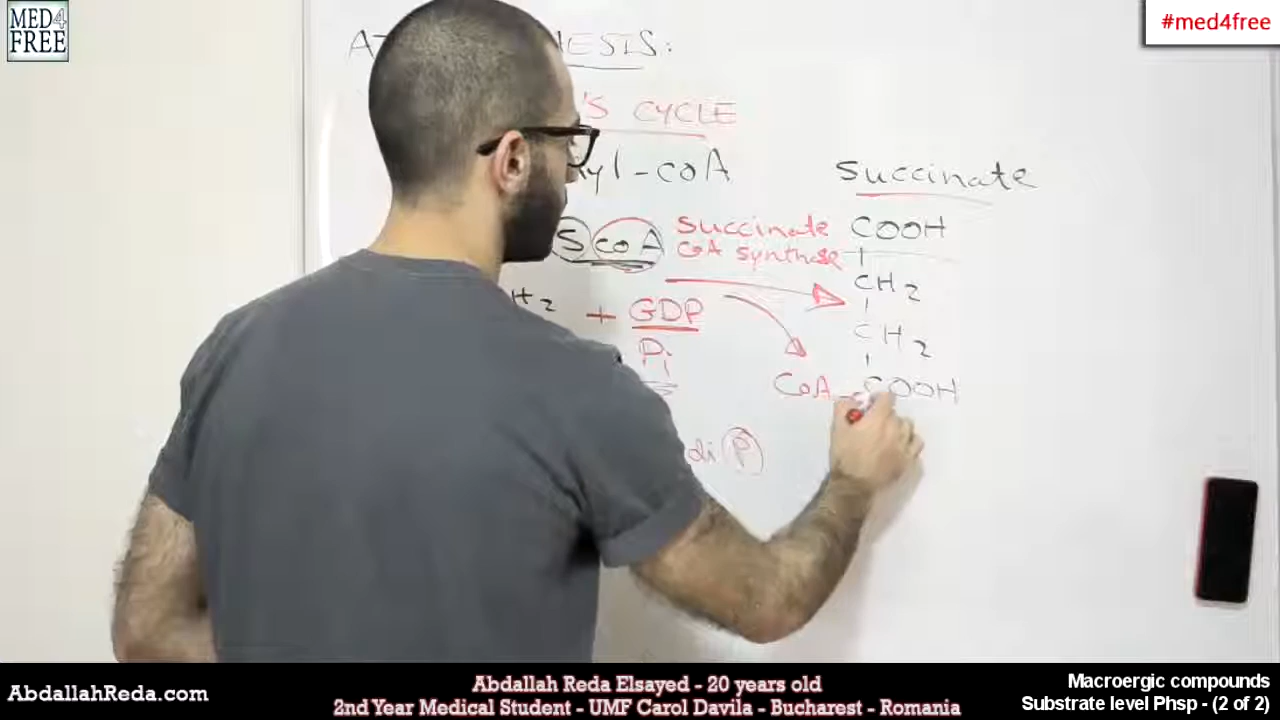 MED4
FREE
#med4free
ESIS:
'S CYCLE
yl-coA
Succinate
ScoA
Succinate
CoA synthase
COOH
CH2
H2
+ GDP
CH2
Pi
CoA
COOH
di P
AbdallahReda.com
Abdallah Reda Elsayed - 20 years old
2nd Year Medical Student - UMF Carol Davila - Bucharest - Romania
Macroergic compounds
Substrate level Phsp - (2 of 2)